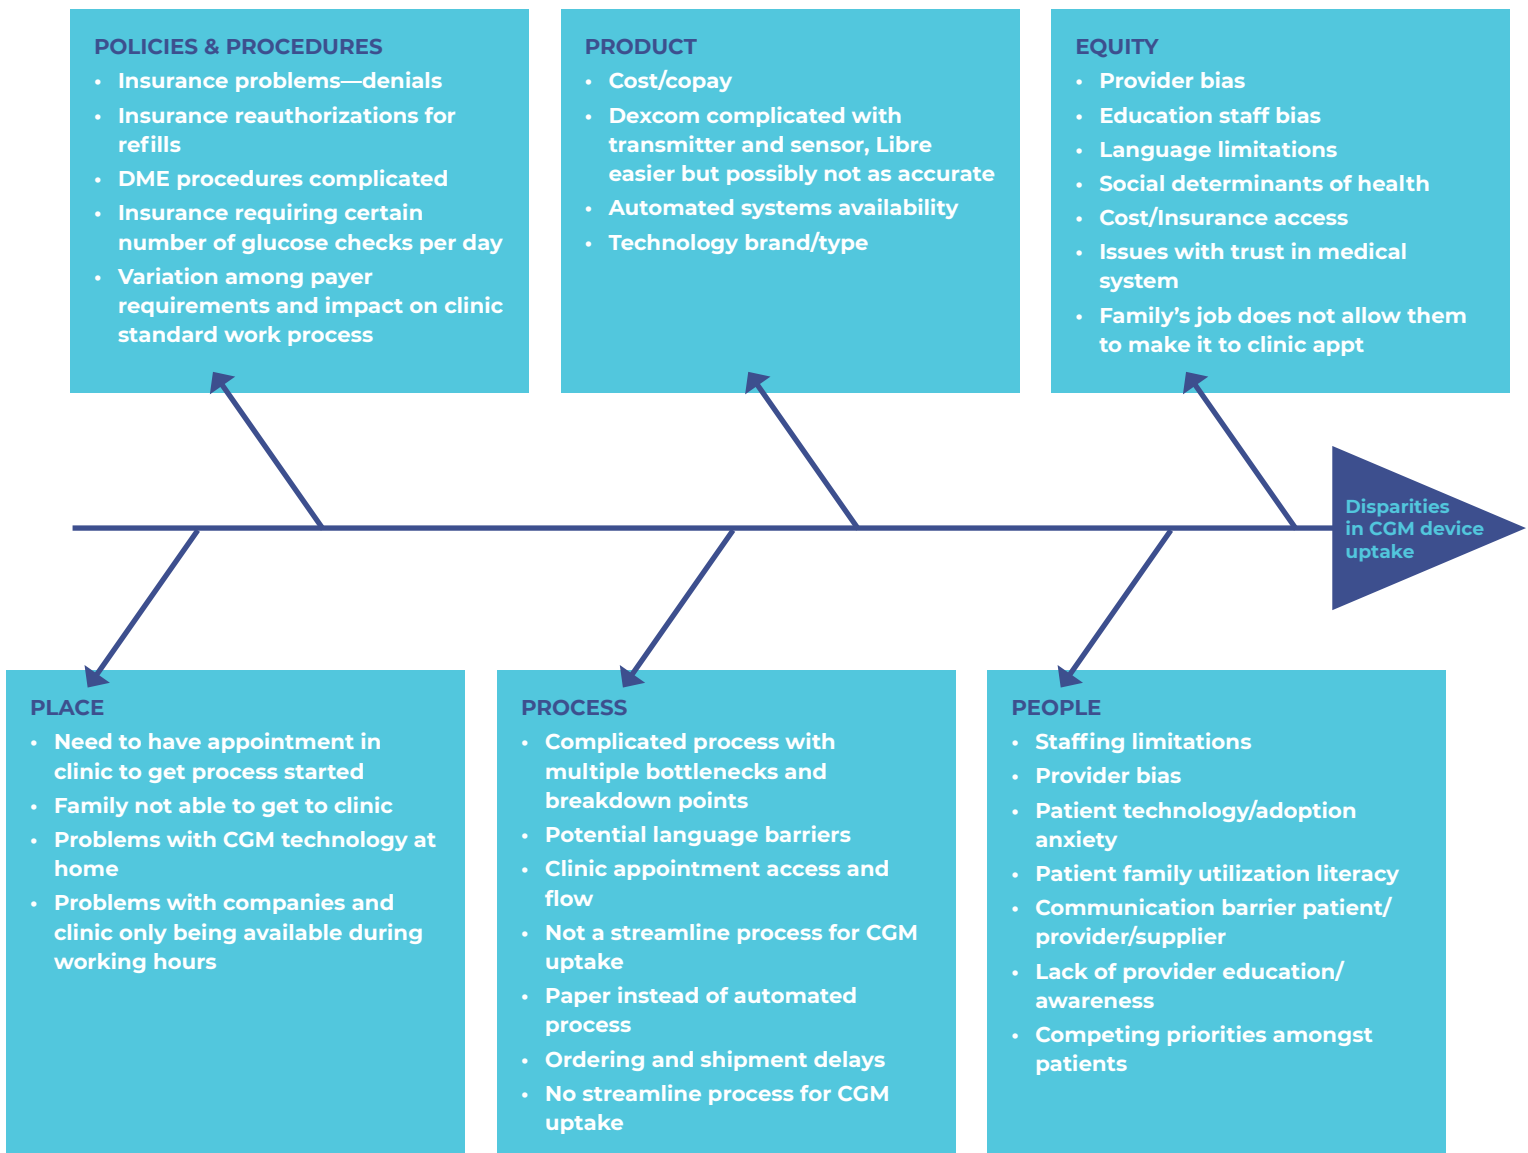 POLICIES & PROCEDURES
• Insurance problems—denials
• Insurance reauthorizations for
refills
• DME procedures complicated
• Insurance requiring certain
number of glucose checks per day
• Variation among payer
requirements and impact on clinic
standard work process
PRODUCT
• Cost/copay
• Dexcom complicated with
transmitter and sensor, Libre
easier but possibly not as accurate
• Automated systems availability
• Technology brand/type
EQUITY
• Provider bias
• Education staff bias
• Language limitations
• Social determinants of health
• Cost/Insurance access
• Issues with trust in medical
system
• Family’s job does not allow them
to make it to clinic appt
Disparities
in CGM device
uptake
PLACE
• Need to have appointment in
clinic to get process started
• Family not able to get to clinic
• Problems with CGM technology at
home
• Problems with companies and
clinic only being available during
working hours
PROCESS
• Complicated process with
multiple bottlenecks and
breakdown points
• Potential language barriers
• Clinic appointment access and
flow
• Not a streamline process for CGM
uptake
• Paper instead of automated
process
• Ordering and shipment delays
• No streamline process for CGM
uptake
PEOPLE
• Staffing limitations
• Provider bias
• Patient technology/adoption
anxiety
• Patient family utilization literacy
• Communication barrier patient/
provider/supplier
• Lack of provider education/
awareness
• Competing priorities amongst
patients